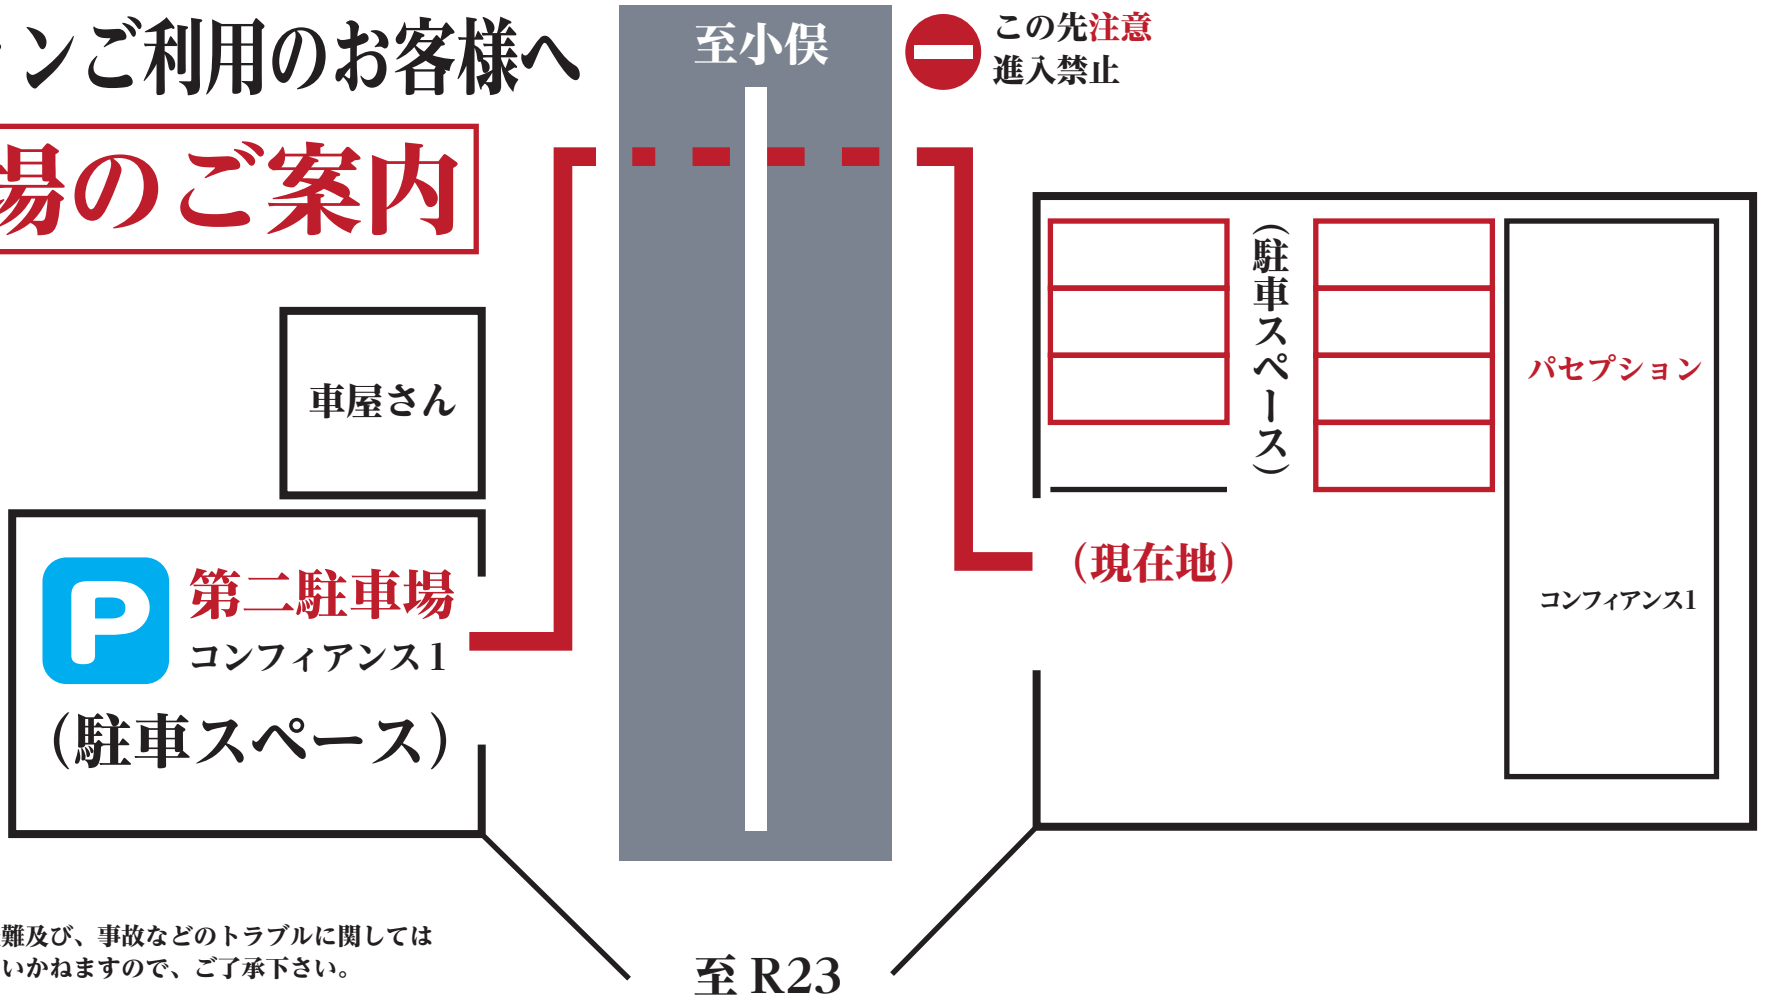 ンご利用のお客様へ
場のご案内
至小俣
この先注意
進入禁止
車屋さん
P
第二駐車場
コンフィアンス1
（駐車スペース）
（駐車スペース）
パセプション
コンフィアンス1
（現在地）
難及び、事故などのトラブルに関しては
いかねますので、ご了承下さい。
至 R23